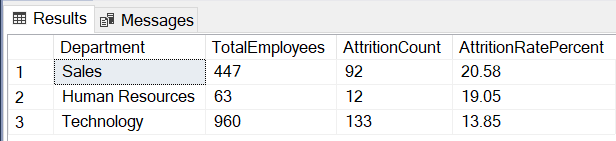 Results Messages
Department TotalEmployees AttritionCount AttritionRatePercent
1 Sales 447 92 20.58
2 Human Resources 63 12 19.05
3 Technology 960 133 13.85